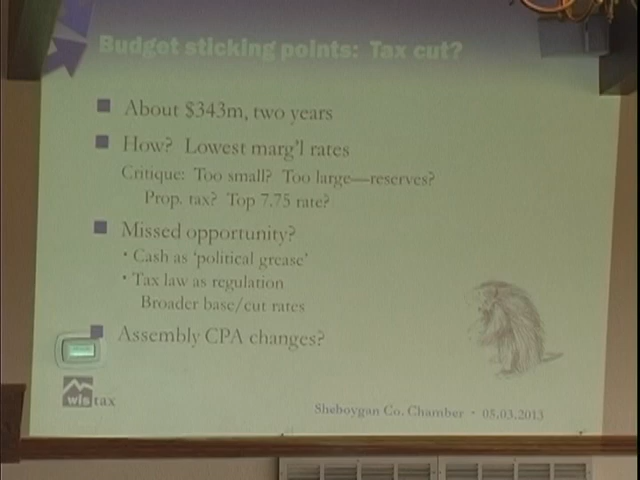 Budget sticking points: Tax cut?
About $343m, two years
How? Lowest marg'l rates
Critique: Too small? Too large—reserves?
Prop. tax? Top 7.75 rate?
Missed opportunity?
• Cash as 'political grease'
• Tax law as regulation
Broader base/cut rates
Assembly CPA changes?
wistax
Sheboygan Co. Chamber · 05.03.2013